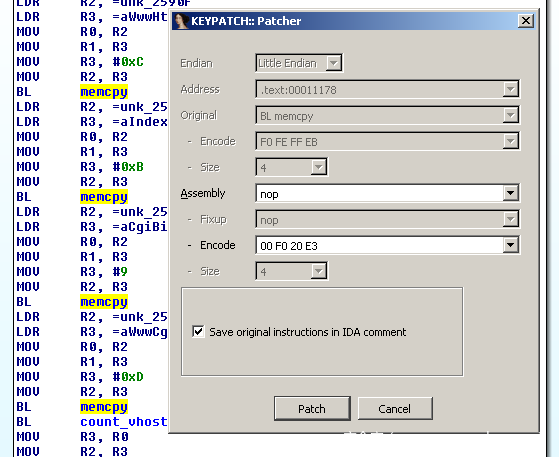 LDR R2, =unk_2590F
LDR R3, =aWwwHt
MOV R0, R2
MOV R1, R3
MOV R3, #0xC
MOV R2, R3
BL memcpy
LDR R2, =unk_25
LDR R3, =aIndex
MOV R0, R2
MOV R1, R3
MOV R3, #0xB
MOV R2, R3
BL memcpy
LDR R2, =unk_25
LDR R3, =aCgiBi
MOV R0, R2
MOV R1, R3
MOV R3, #9
MOV R2, R3
BL memcpy
LDR R2, =unk_25
LDR R3, =aWwwCg
MOV R0, R2
MOV R1, R3
MOV R3, #0xD
MOV R2, R3
BL memcpy
BL count_vhost
MOV R3, R0
MOV R2, R3
KEYPATCH:: Patcher
Endian Little Endian
Address .text:00011178
Original BL memcpy
- Encode F0 FE FF EB
- Size 4
Assembly nop
- Fixup nop
- Encode 00 F0 20 E3
- Size 4
Save original instructions in IDA comment
Patch Cancel